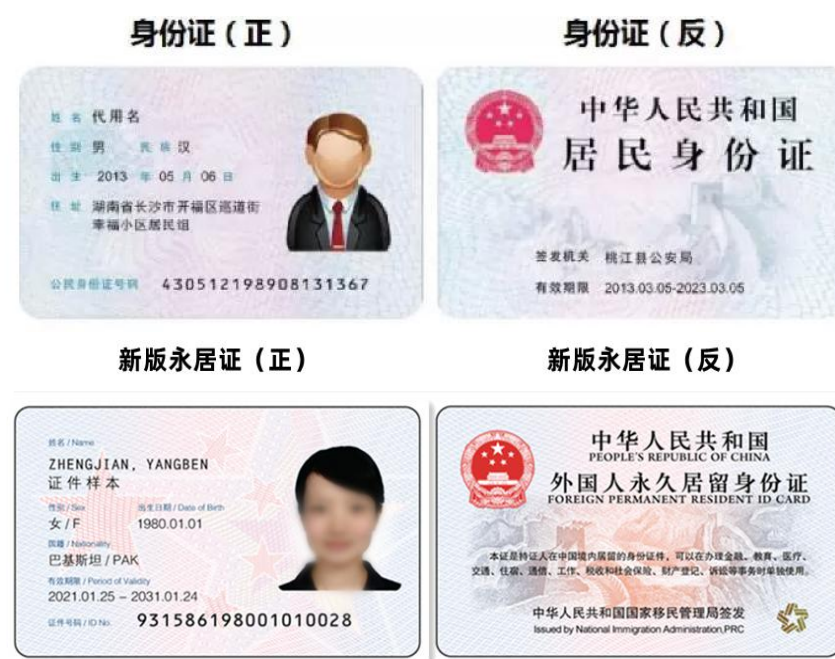 身份证（正）
身份证（反）
姓 名 代用名
性 别 男 民 族 汉
出 生 2013 年 05 月 06 日
住 址 湖南省长沙市开福区巡道街
幸福小区居民组
公民身份证号码 430512198908131367
中华人民共和国
居民身份证
签发机关 桃江县公安局
有效期限 2013.03.05-2023.03.05
新版永居证（正）
新版永居证（反）
姓名 / Name
ZHENGJIAN, YANGBEN
证件样本
性别 / Sex 出生日期 / Date of Birth
女 / F 1980.01.01
国籍 / Nationality
巴基斯坦 / PAK
有效期限 / Period of Validity
2021.01.25 – 2031.01.24
证件号码 / ID No. 931586198001010028
中华人民共和国
PEOPLE'S REPUBLIC OF CHINA
外国人永久居留身份证
FOREIGN PERMANENT RESIDENT ID CARD
本证是持证人在中国境内居留的身份证件，可以在办理金融、教育、医疗、
交通、住宿、通信、工作、税收和社会保险、财产登记、诉讼等事务时单独使用。
中华人民共和国国家移民管理局签发
Issued by National Immigration Administration,PRC